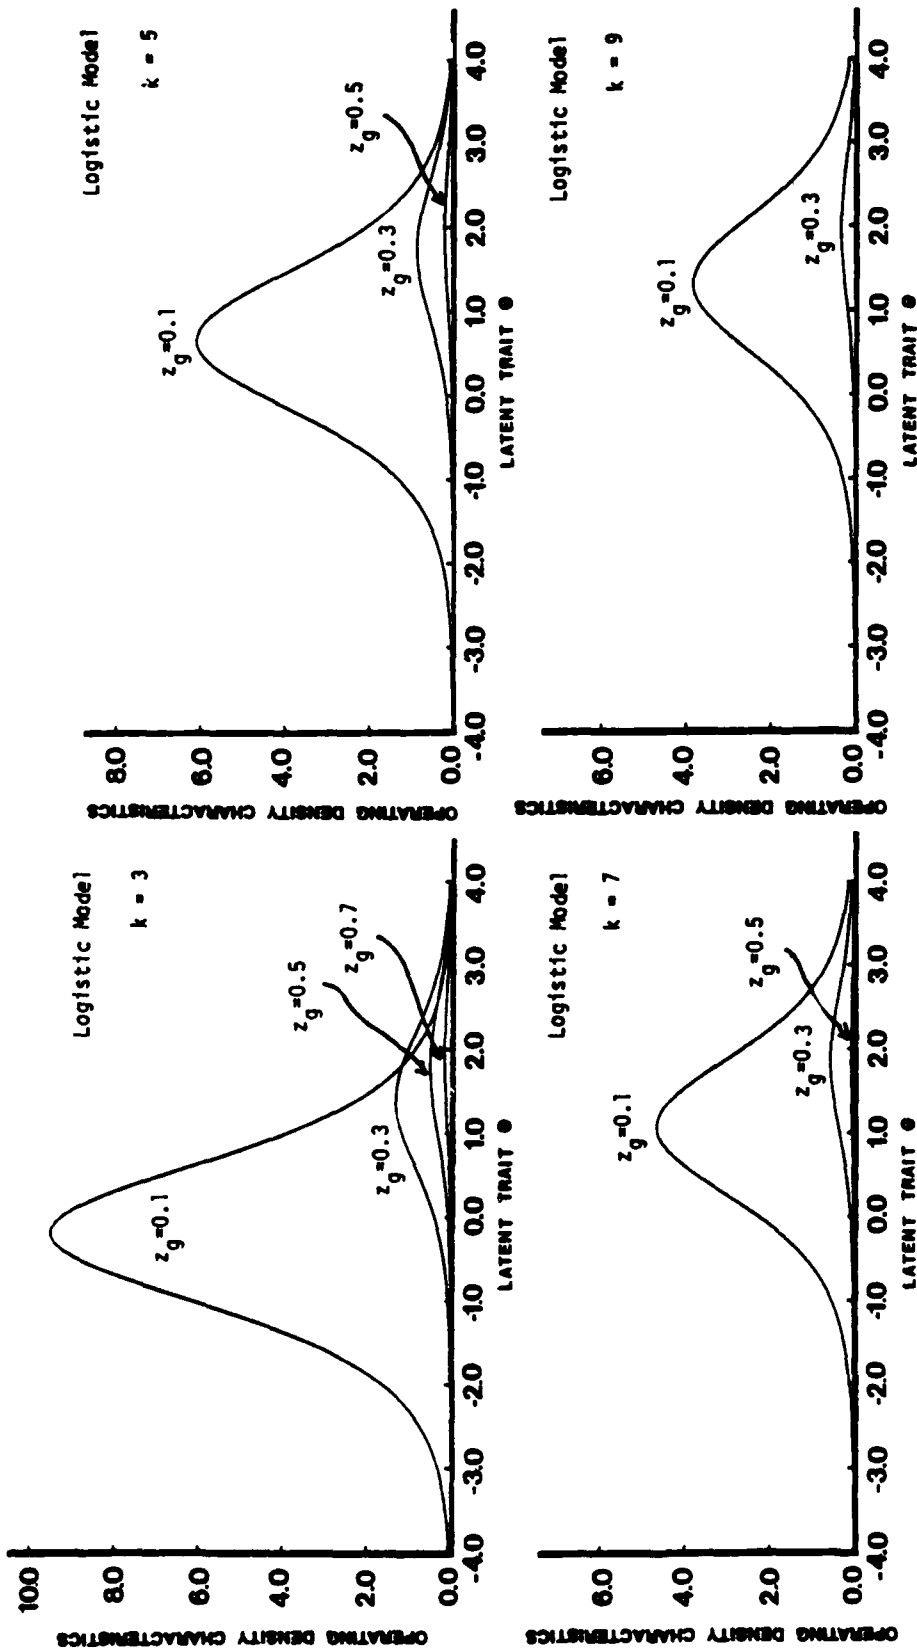 OPERATING DENSITY CHARACTERISTICS
10.0
8.0
6.0
4.0
2.0
0.0
-4.0 -3.0 -2.0 -1.0 0.0 1.0 2.0 3.0 4.0
LATENT TRAIT θ
Logistic Model
k = 3
z_g=0.1
z_g=0.3
z_g=0.5
z_g=0.7
OPERATING DENSITY CHARACTERISTICS
8.0
6.0
4.0
2.0
0.0
-4.0 -3.0 -2.0 -1.0 0.0 1.0 2.0 3.0 4.0
LATENT TRAIT θ
Logistic Model
k = 5
z_g=0.1
z_g=0.3
z_g=0.5
OPERATING DENSITY CHARACTERISTICS
6.0
4.0
2.0
0.0
-4.0 -3.0 -2.0 -1.0 0.0 1.0 2.0 3.0 4.0
LATENT TRAIT θ
Logistic Model
k = 7
z_g=0.1
z_g=0.3
z_g=0.5
OPERATING DENSITY CHARACTERISTICS
6.0
4.0
2.0
0.0
-4.0 -3.0 -2.0 -1.0 0.0 1.0 2.0 3.0 4.0
LATENT TRAIT θ
Logistic Model
k = 9
z_g=0.1
z_g=0.3